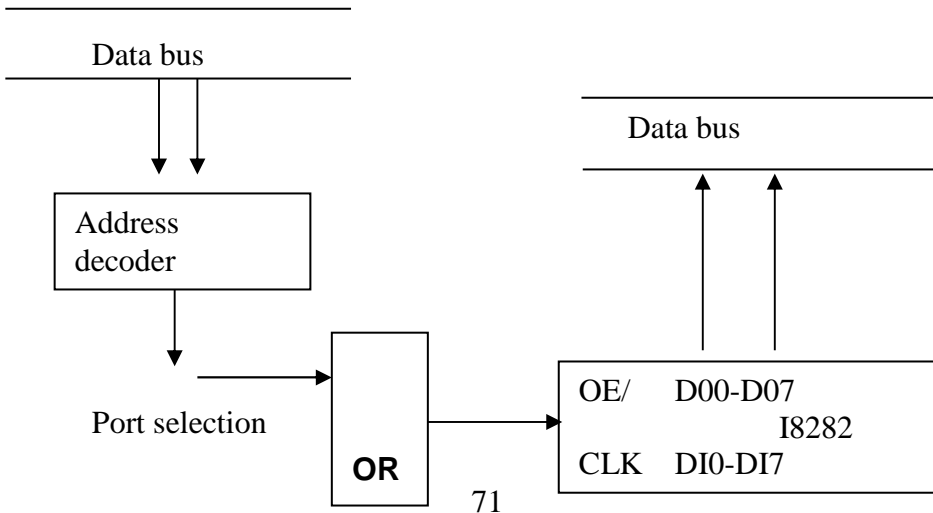 Data bus
Data bus
Address
decoder
Port selection
OR
OE/ D00-D07
I8282
CLK DI0-DI7
71